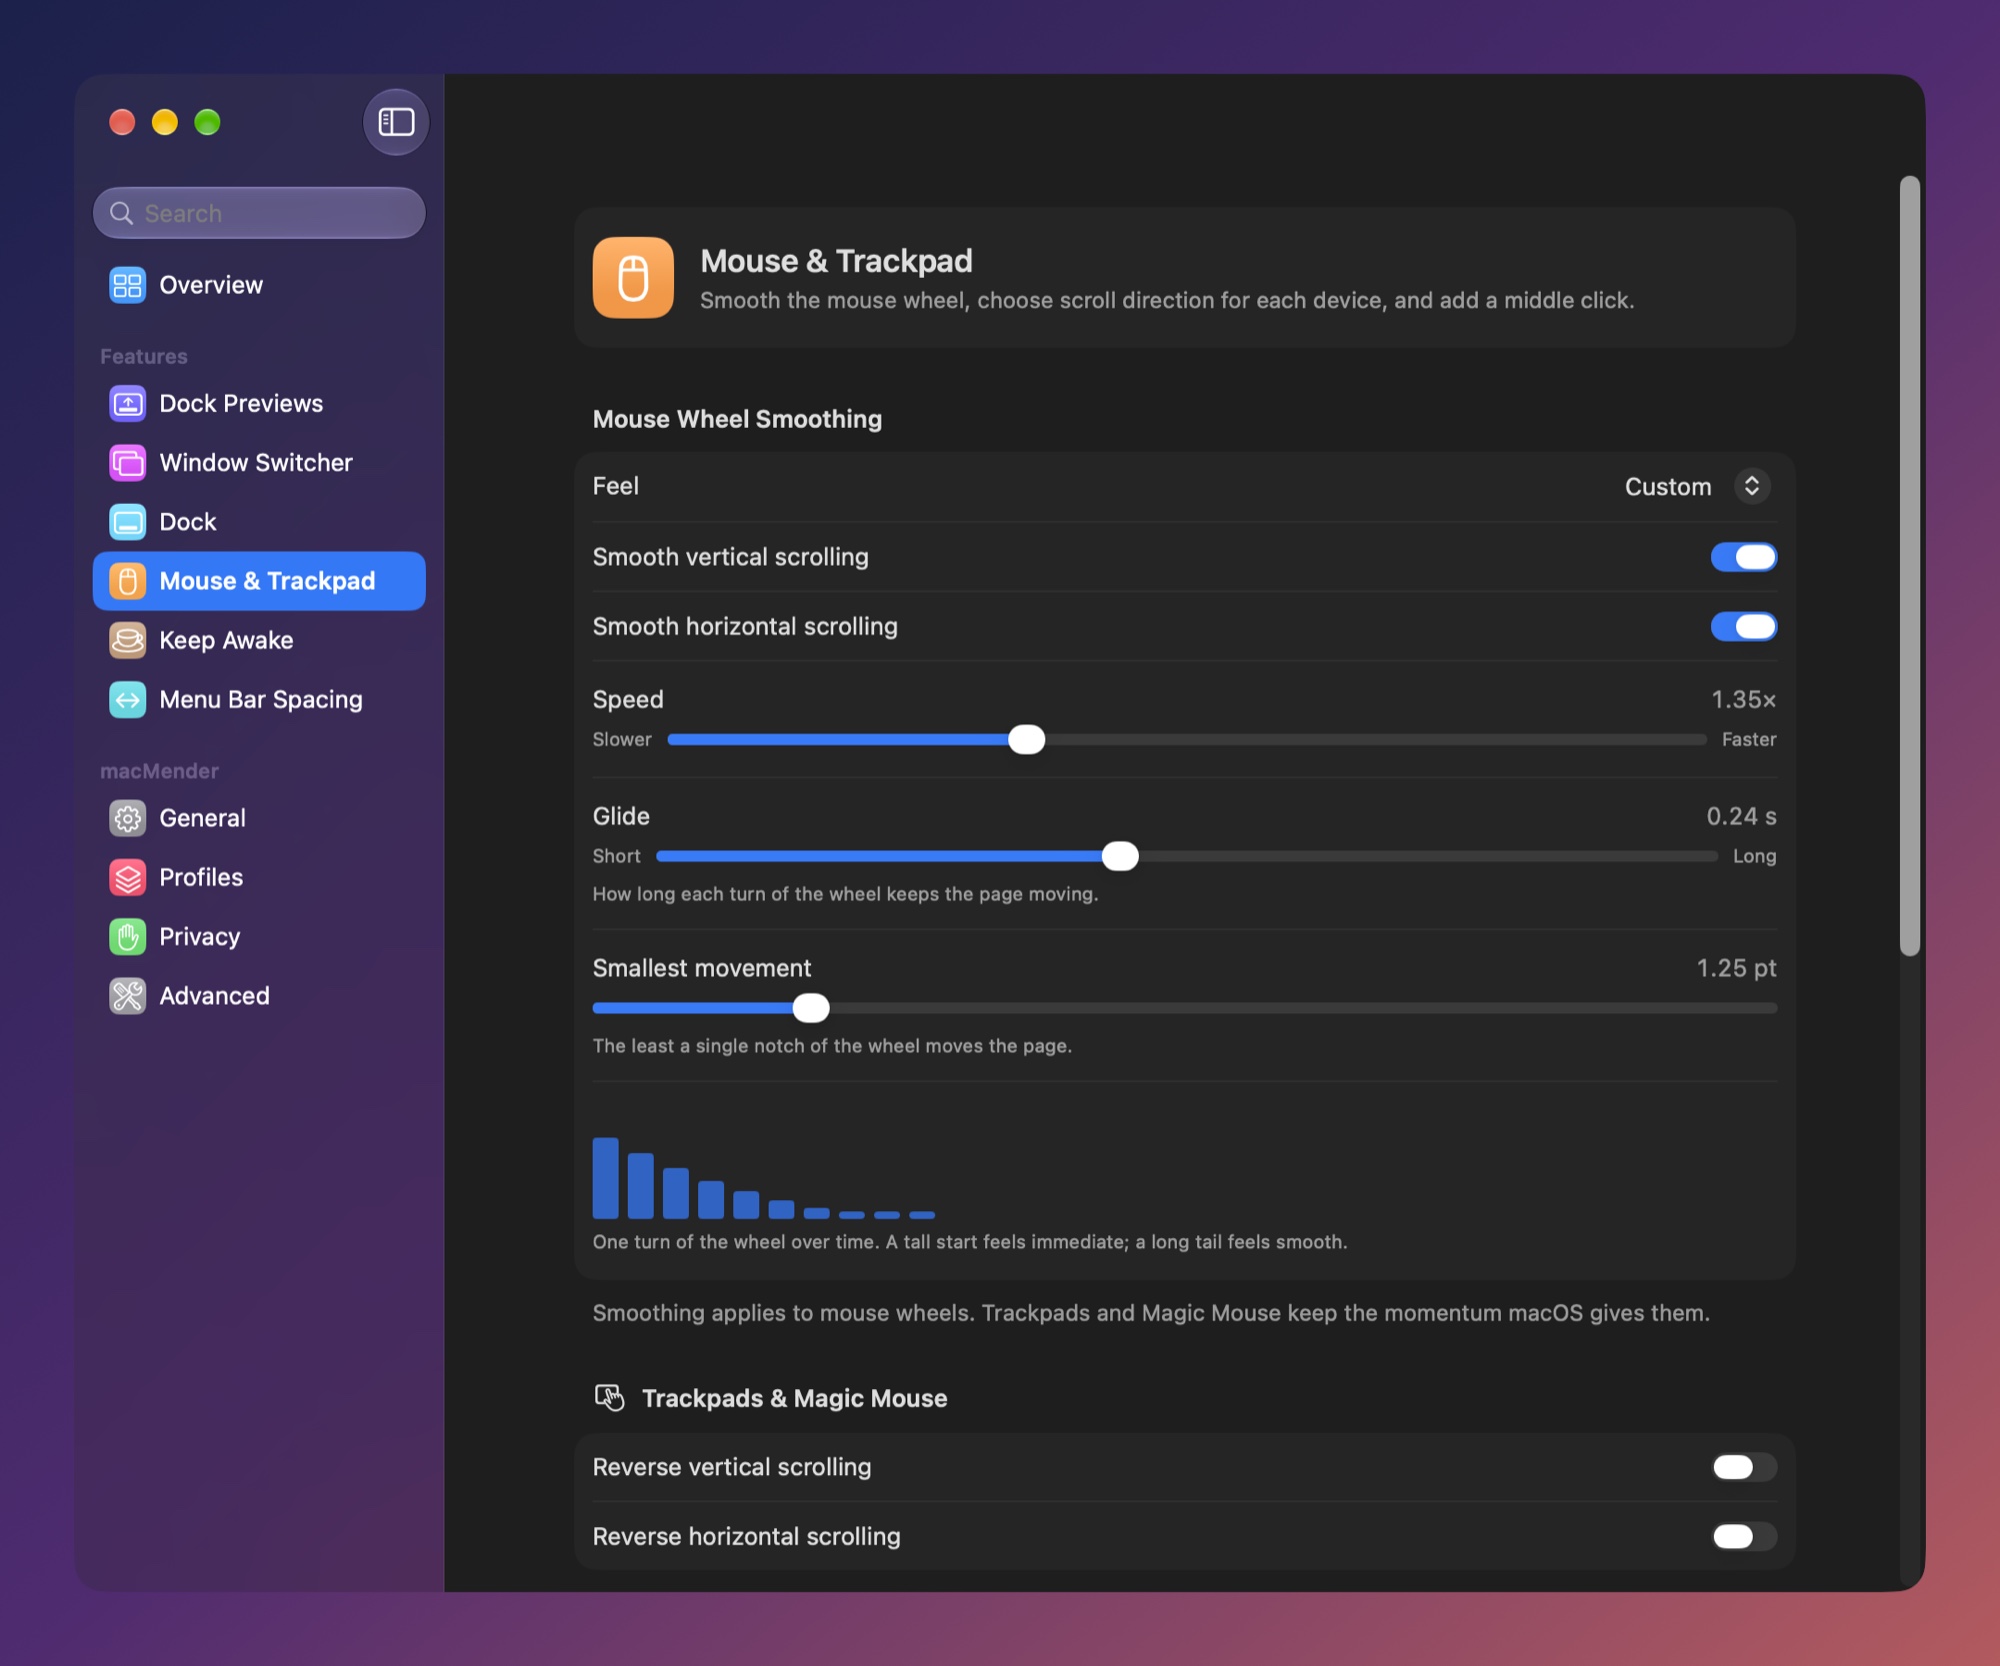 Search
Overview
Features
Dock Previews
Window Switcher
Dock
Mouse & Trackpad
Keep Awake
Menu Bar Spacing
macMender
General
Profiles
Privacy
Advanced
Mouse & Trackpad
Smooth the mouse wheel, choose scroll direction for each device, and add a middle click.
Mouse Wheel Smoothing
Feel Custom
Smooth vertical scrolling
Smooth horizontal scrolling
Speed 1.35×
Slower Faster
Glide 0.24 s
Short Long
How long each turn of the wheel keeps the page moving.
Smallest movement 1.25 pt
The least a single notch of the wheel moves the page.
One turn of the wheel over time. A tall start feels immediate; a long tail feels smooth.
Smoothing applies to mouse wheels. Trackpads and Magic Mouse keep the momentum macOS gives them.
Trackpads & Magic Mouse
Reverse vertical scrolling
Reverse horizontal scrolling